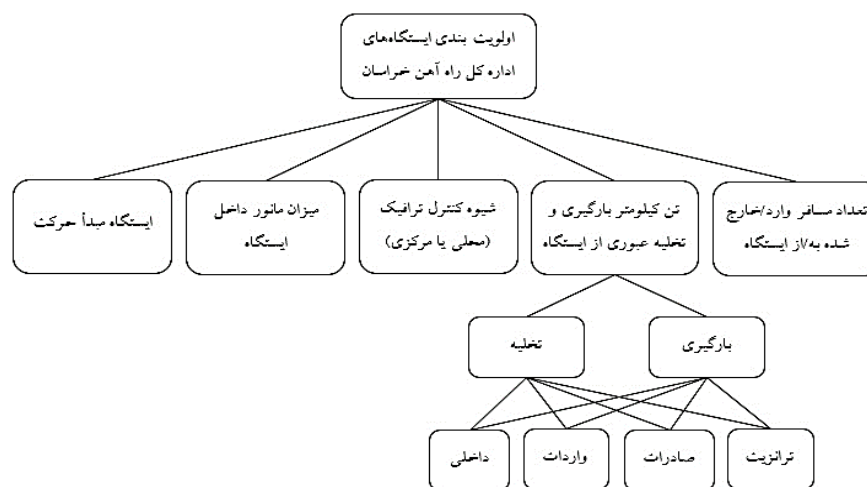 اولویت بندی ایستگاه‌های
اداره کل راه آهن خراسان
تعداد مسافر وارد/خارج
شده به/از ایستگاه
تن کیلومتر بارگیری و
تخلیه عبوری از ایستگاه
شیوه کنترل ترافیک
(محلی یا مرکزی)
میزان مانور داخل
ایستگاه
ایستگاه مبدأ حرکت
بارگیری
تخلیه
ترانزیت
صادرات
واردات
داخلی